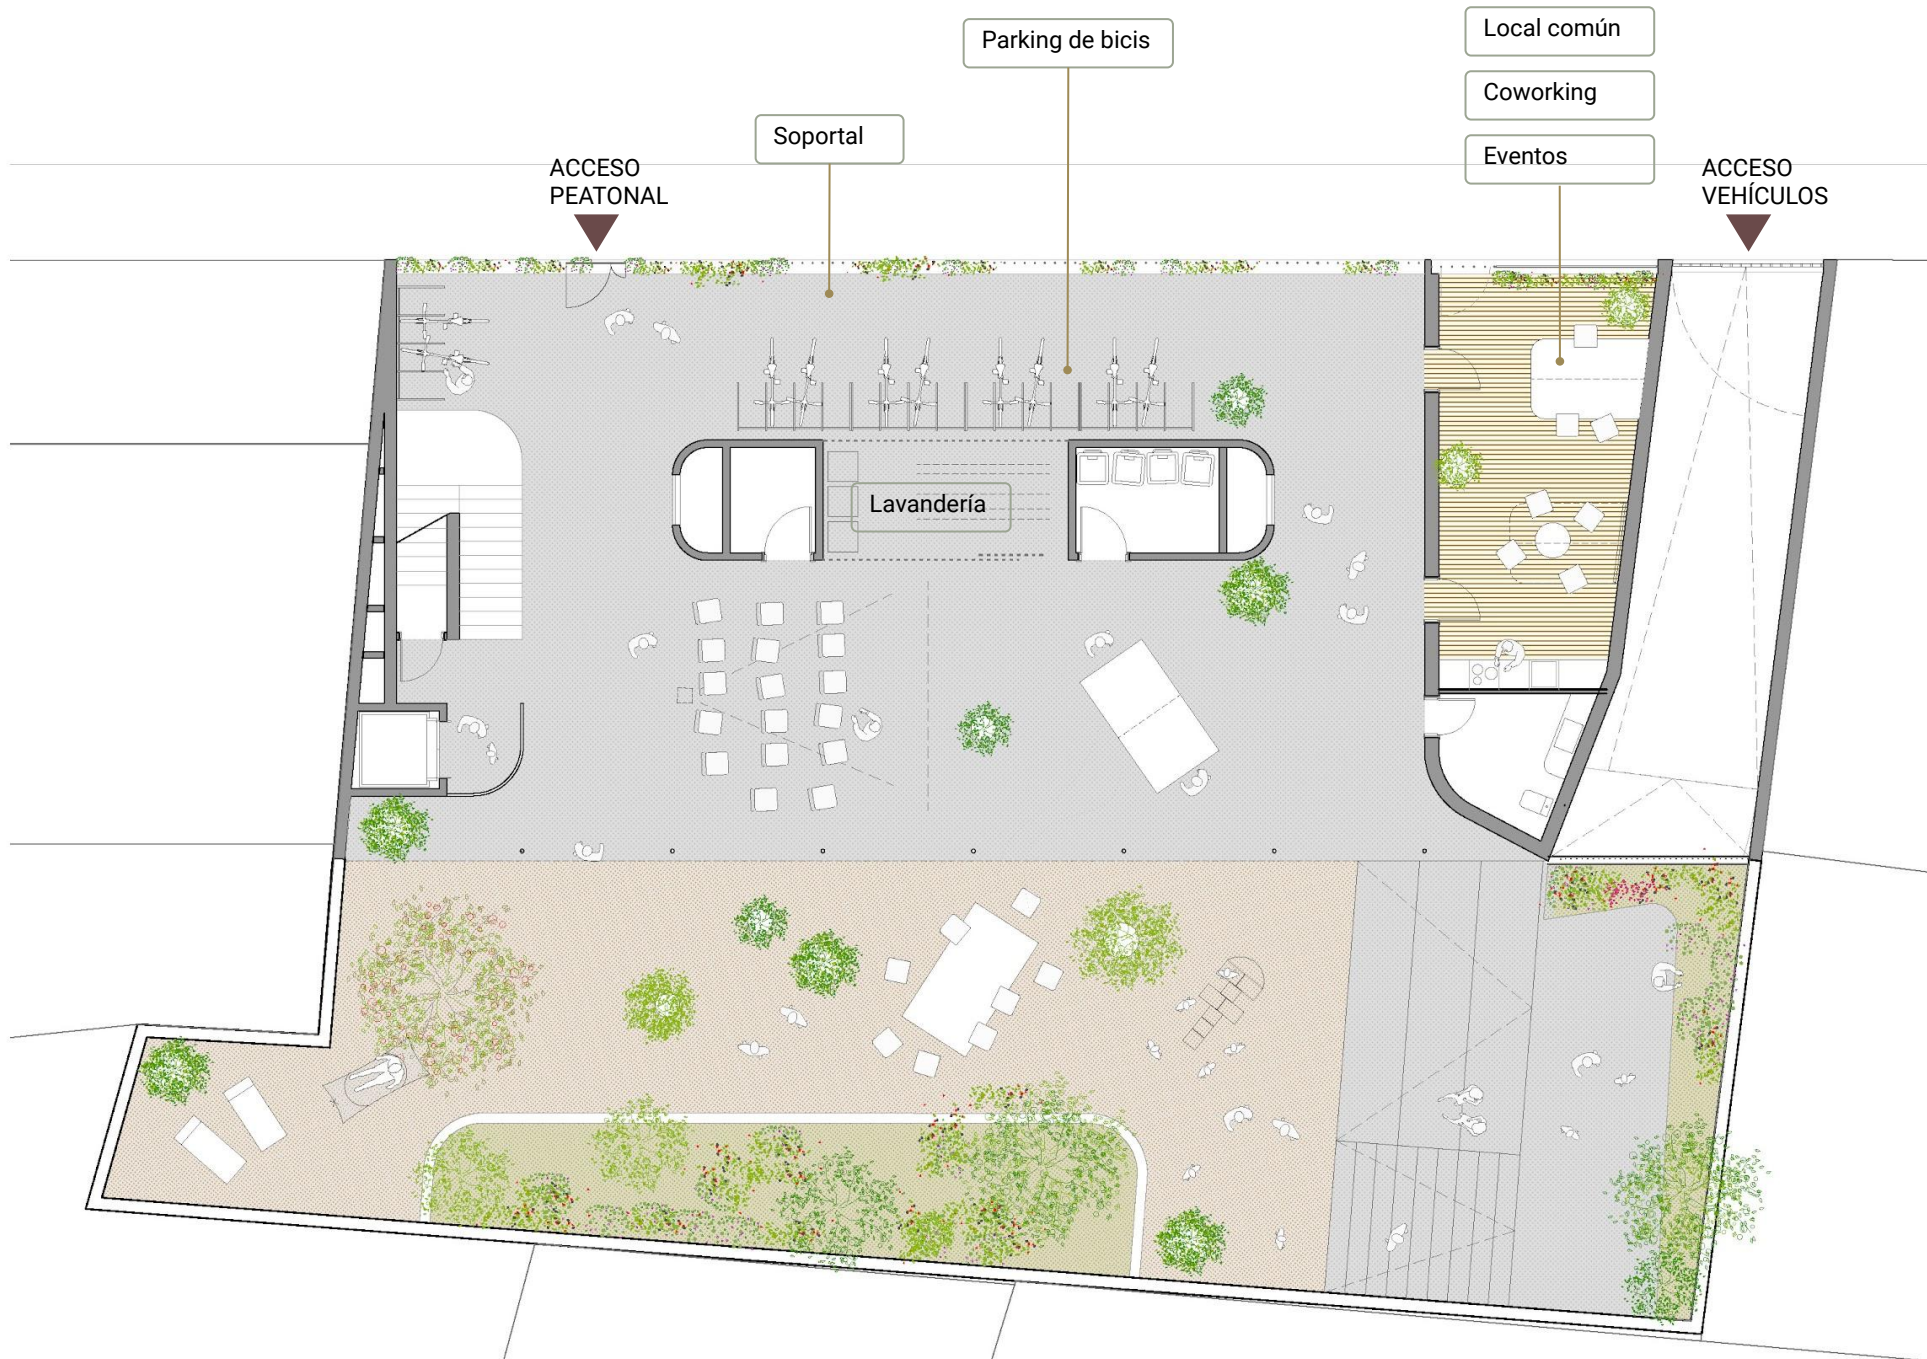 Parking de bicis
Local común
Coworking
Eventos
Soportal
ACCESO
PEATONAL
ACCESO
VEHÍCULOS
Lavandería